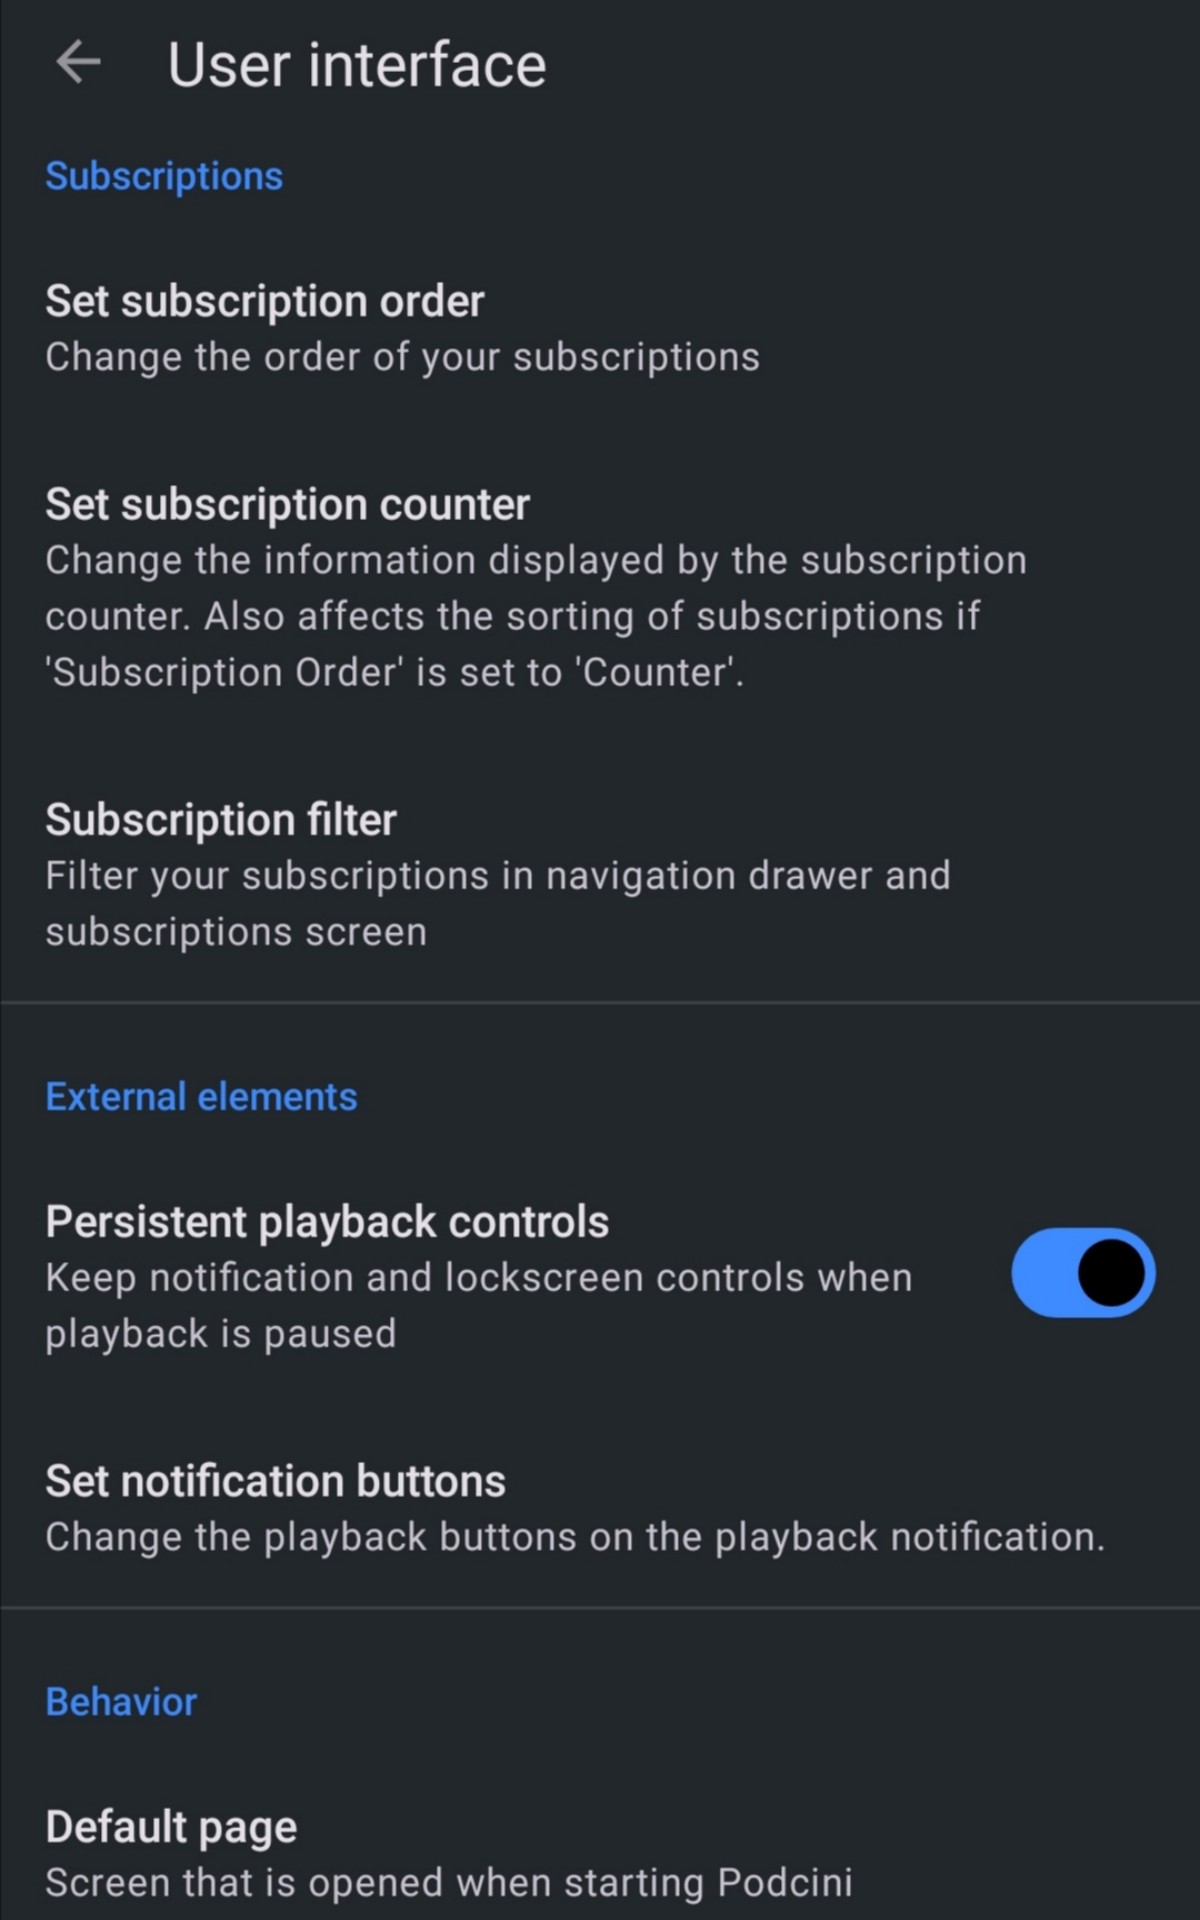 User interface
Subscriptions
Set subscription order
Change the order of your subscriptions
Set subscription counter
Change the information displayed by the subscription
counter. Also affects the sorting of subscriptions if
'Subscription Order' is set to 'Counter'.
Subscription filter
Filter your subscriptions in navigation drawer and
subscriptions screen
External elements
Persistent playback controls
Keep notification and lockscreen controls when
playback is paused
Set notification buttons
Change the playback buttons on the playback notification.
Behavior
Default page
Screen that is opened when starting Podcini